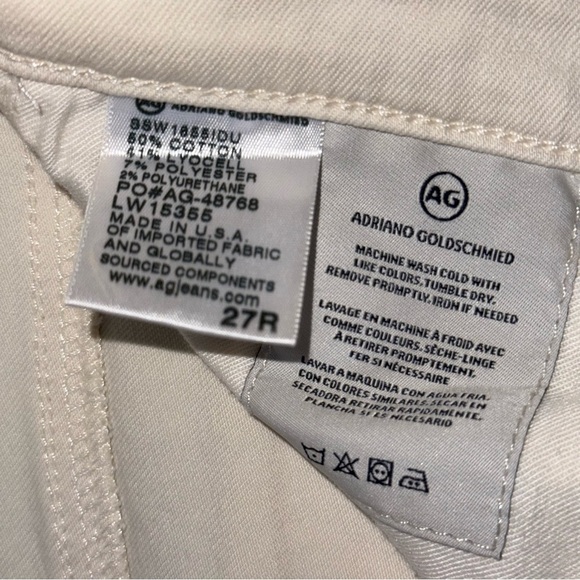 AG
ADRIANO GOLDSCHMIED
SSW1855IDU
50% COTTON
41% LYOCELL
7% POLYESTER
2% POLYURETHANE
PO#AG-48768
LW15355
MADE IN U.S.A.
OF IMPORTED FABRIC
AND GLOBALLY
SOURCED COMPONENTS
www.agjeans.com
27R
AG
ADRIANO GOLDSCHMIED
MACHINE WASH COLD WITH
LIKE COLORS, TUMBLE DRY.
REMOVE PROMPTLY, IRON IF NEEDED
LAVAGE EN MACHINE À FROID AVEC
COMME COULEURS, SÈCHE-LINGE
À RETIRER PROMPTEMENT,
FER SI NÉCESSAIRE
LAVAR A MAQUINA CON AGUA FRIA,
CON COLORES SIMILARES. SECAR EN
SECADORA RETIRAR RAPIDAMENTE,
PLANCHA SI LO NECESARIO